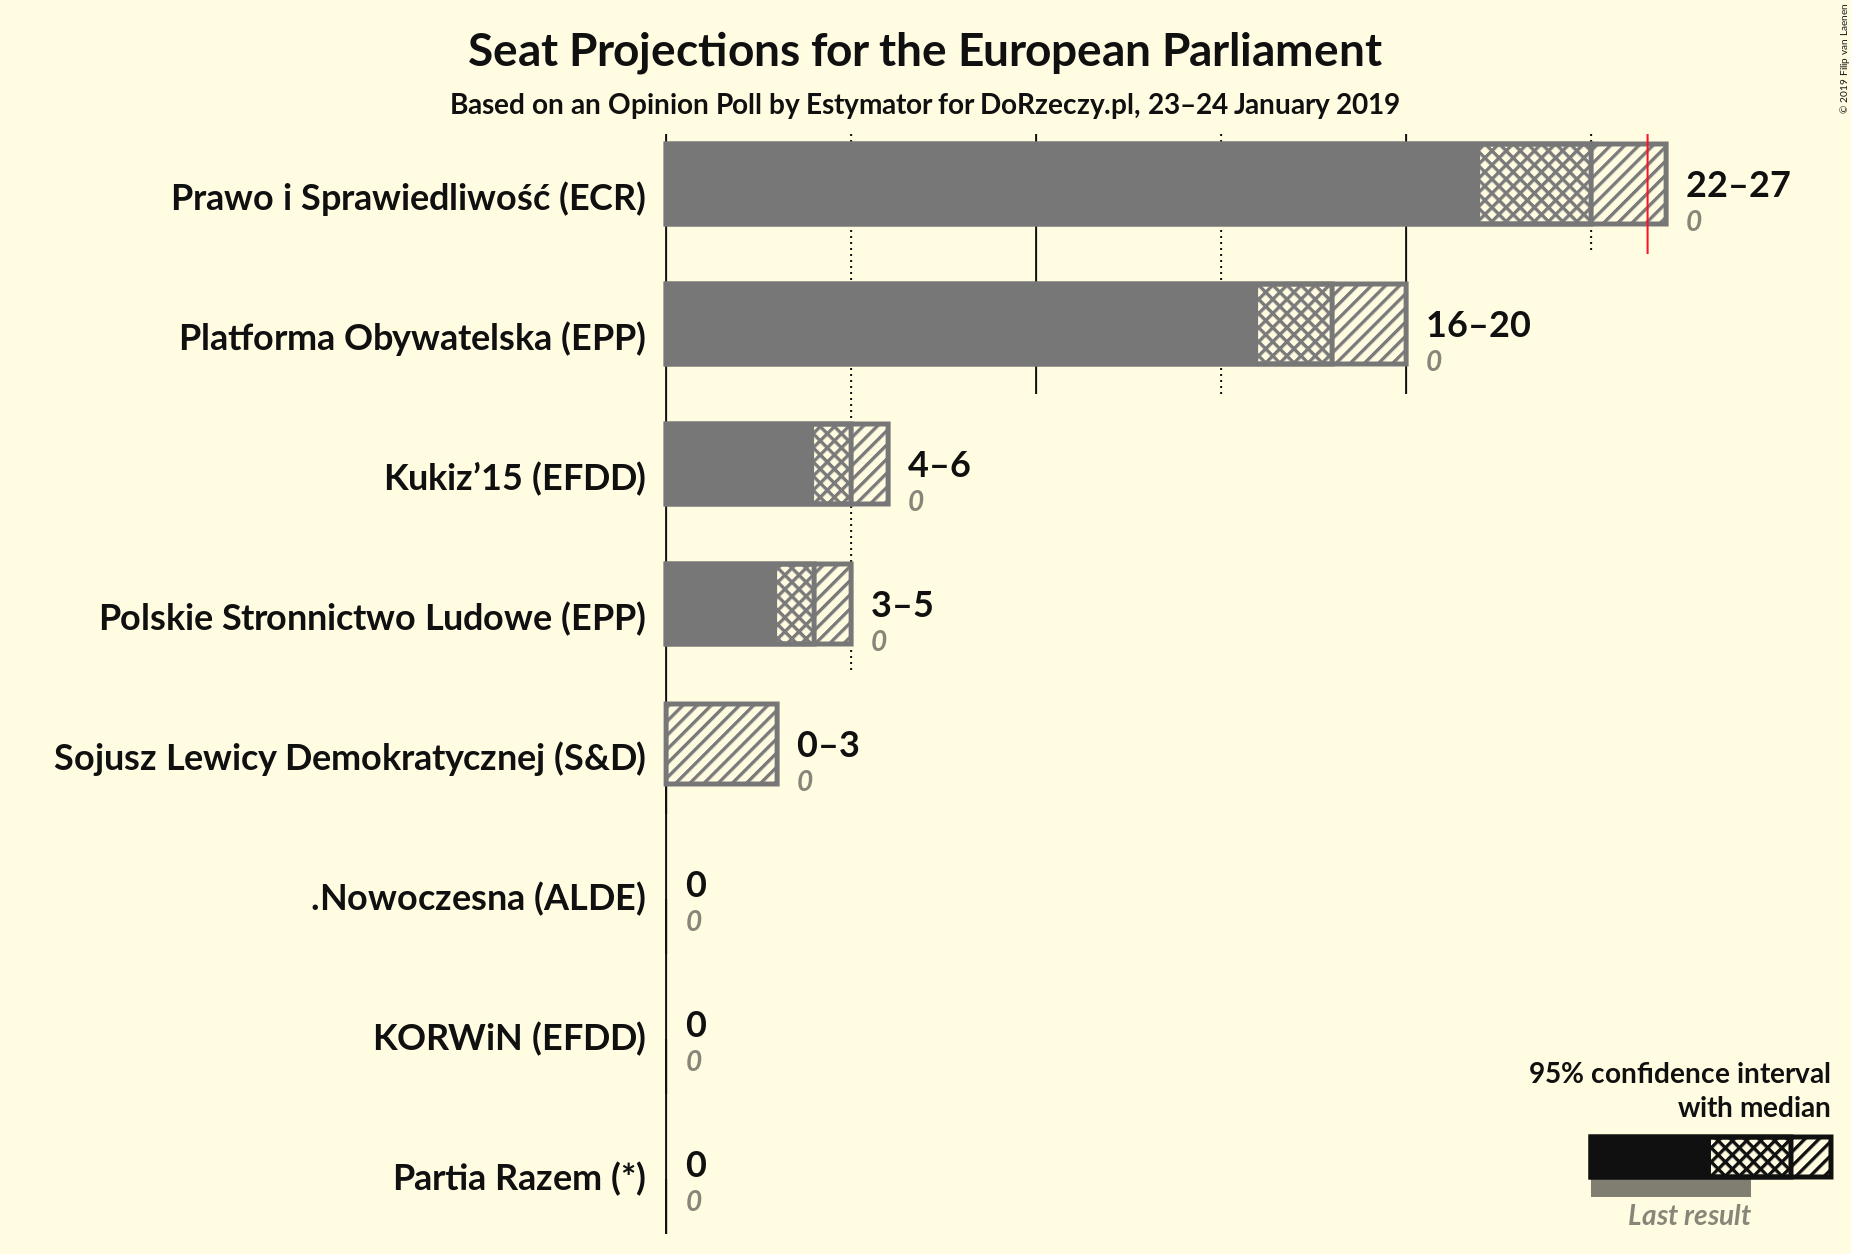 Seat Projections for the European Parliament
Based on an Opinion Poll by Estymator for DoRzeczy.pl, 23–24 January 2019
© 2019 Filip van Laenen
Prawo i Sprawiedliwość (ECR)
22–27
0
Platforma Obywatelska (EPP)
16–20
0
Kukiz’15 (EFDD)
4–6
0
Polskie Stronnictwo Ludowe (EPP)
3–5
0
Sojusz Lewicy Demokratycznej (S&D)
0–3
0
.Nowoczesna (ALDE)
0
0
KORWiN (EFDD)
0
0
Partia Razem (*)
0
0
95% confidence interval
with median
Last result